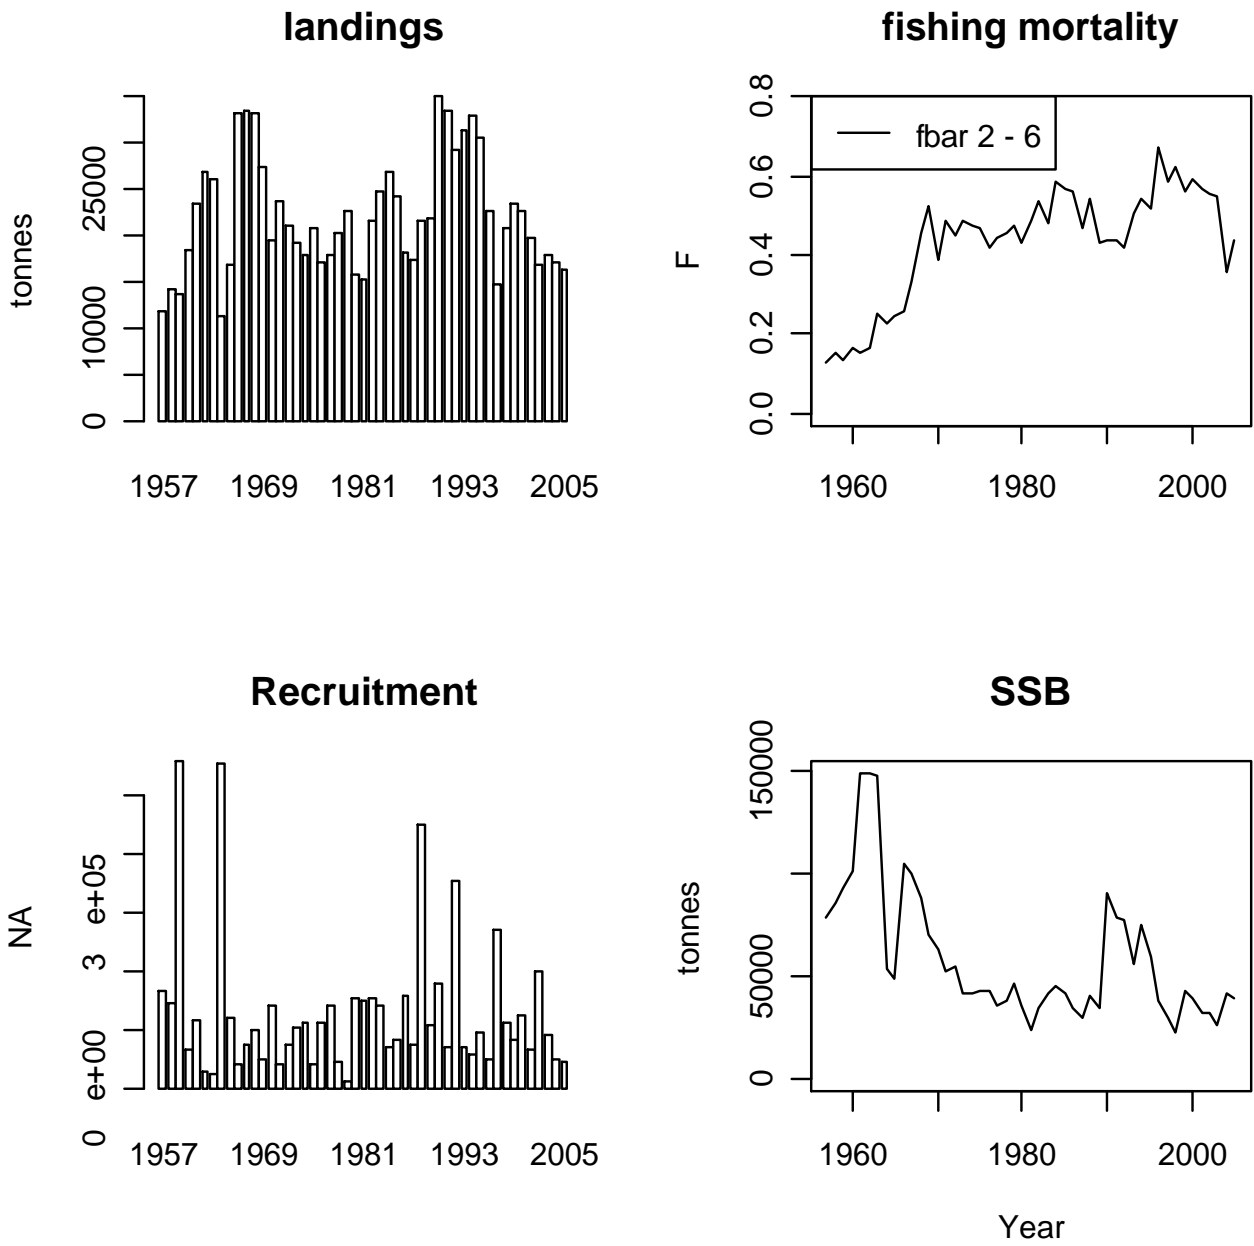 landings
tonnes
0 10000 25000
1957 1969 1981 1993 2005
fishing mortality
F
0.0 0.2 0.4 0.6 0.8
fbar 2 - 6
1960 1980 2000
Recruitment
NA
0 e+00 3 e+05
1957 1969 1981 1993 2005
SSB
tonnes
0 50000 150000
1960 1980 2000
Year